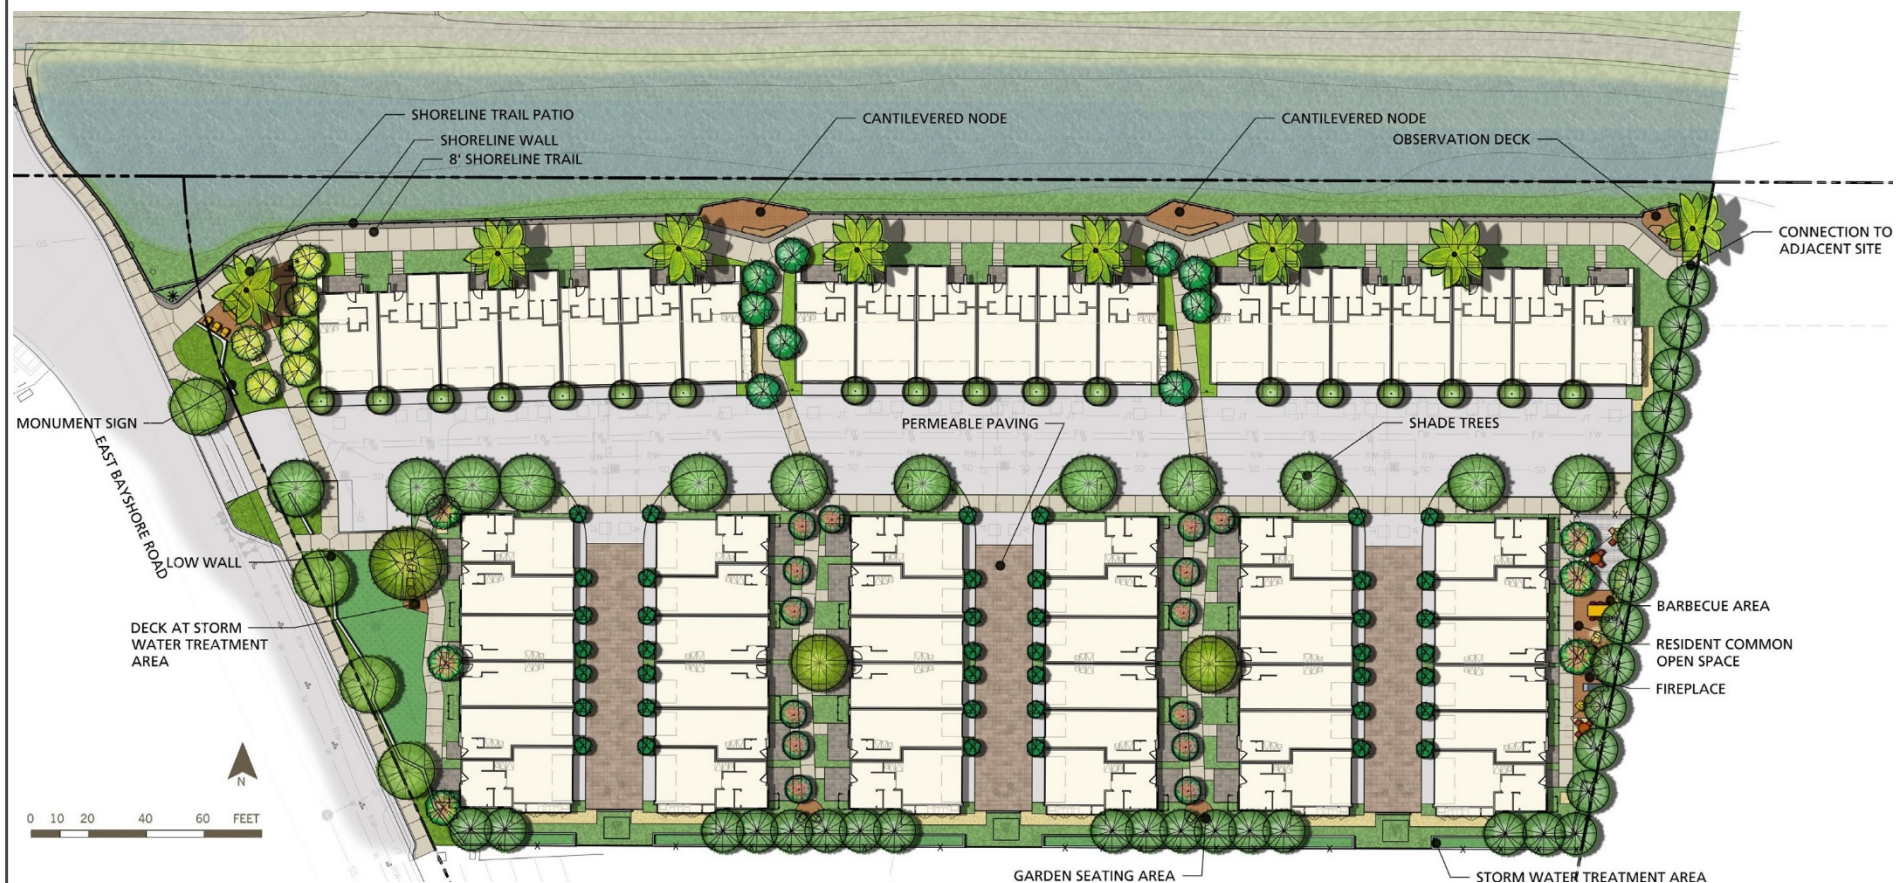 SHORELINE TRAIL PATIO
SHORELINE WALL
8' SHORELINE TRAIL
CANTILEVERED NODE
CANTILEVERED NODE
OBSERVATION DECK
CONNECTION TO
ADJACENT SITE
MONUMENT SIGN
PERMEABLE PAVING
SHADE TREES
EAST BAYSHORE ROAD
LOW WALL
DECK AT STORM
WATER TREATMENT
AREA
BARBECUE AREA
RESIDENT COMMON
OPEN SPACE
FIREPLACE
N
0 10 20 40 60 FEET
GARDEN SEATING AREA
STORM WATER TREATMENT AREA